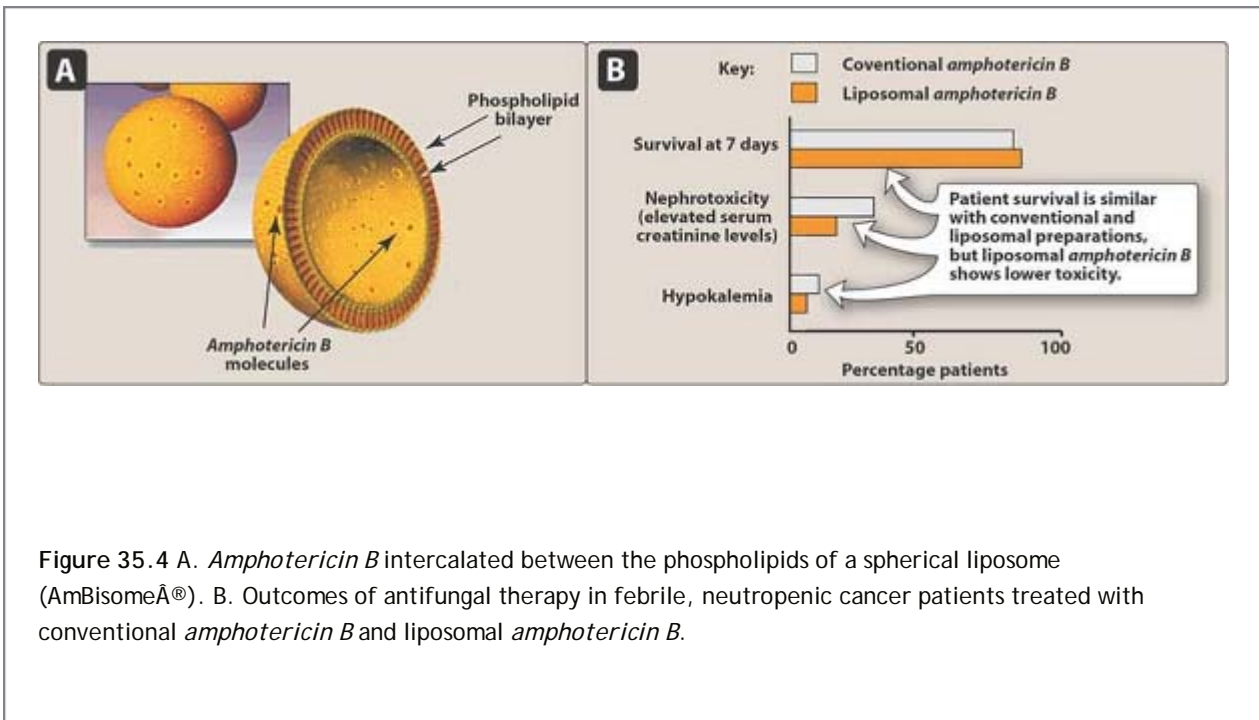 A
Phospholipid
bilayer
Amphotericin B
molecules
B
Key:
Coventional amphotericin B
Liposomal amphotericin B
Survival at 7 days
Nephrotoxicity
(elevated serum
creatinine levels)
Hypokalemia
Patient survival is similar
with conventional and
liposomal preparations,
but liposomal amphotericin B
shows lower toxicity.
0 50 100
Percentage patients
Figure 35.4 A. Amphotericin B intercalated between the phospholipids of a spherical liposome
(AmBisomeÂ®). B. Outcomes of antifungal therapy in febrile, neutropenic cancer patients treated with
conventional amphotericin B and liposomal amphotericin B.